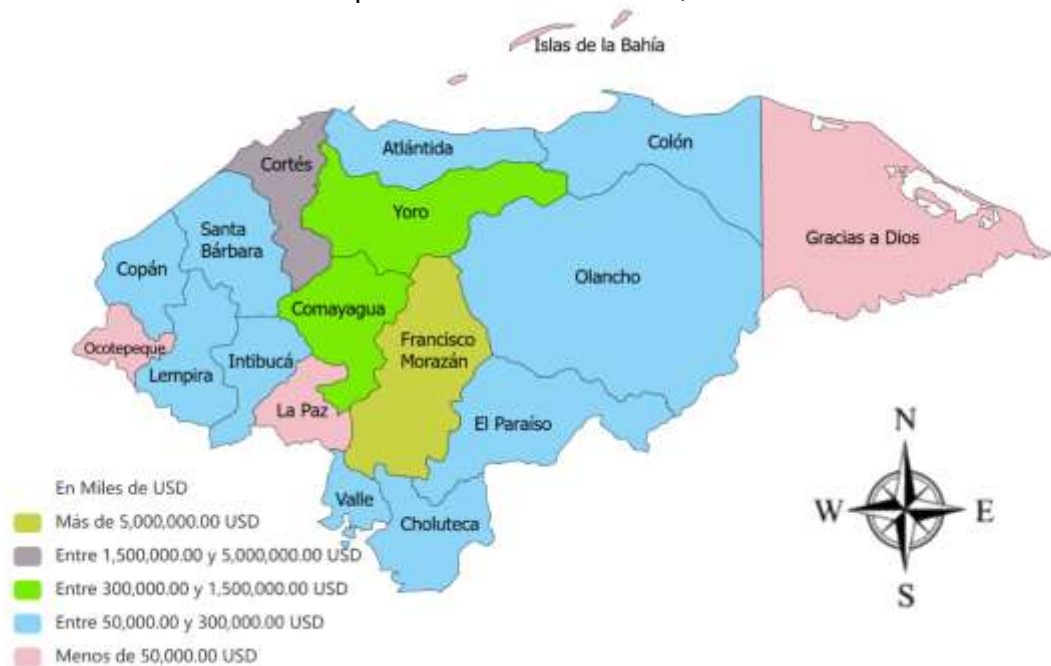 Islas de la Bahía
Atlántida
Colón
Cortés
Yoro
Santa
Bárbara
Gracias a Dios
Copán
Olancho
Comayagua
Francisco
Morazán
Ocotepeque
Intibucá
Lempira
La Paz
El Paraíso
Valle
Choluteca
N
W
E
S
En Miles de USD
Más de 5,000,000.00 USD
Entre 1,500,000.00 y 5,000,000.00 USD
Entre 300,000.00 y 1,500,000.00 USD
Entre 50,000.00 y 300,000.00 USD
Menos de 50,000.00 USD